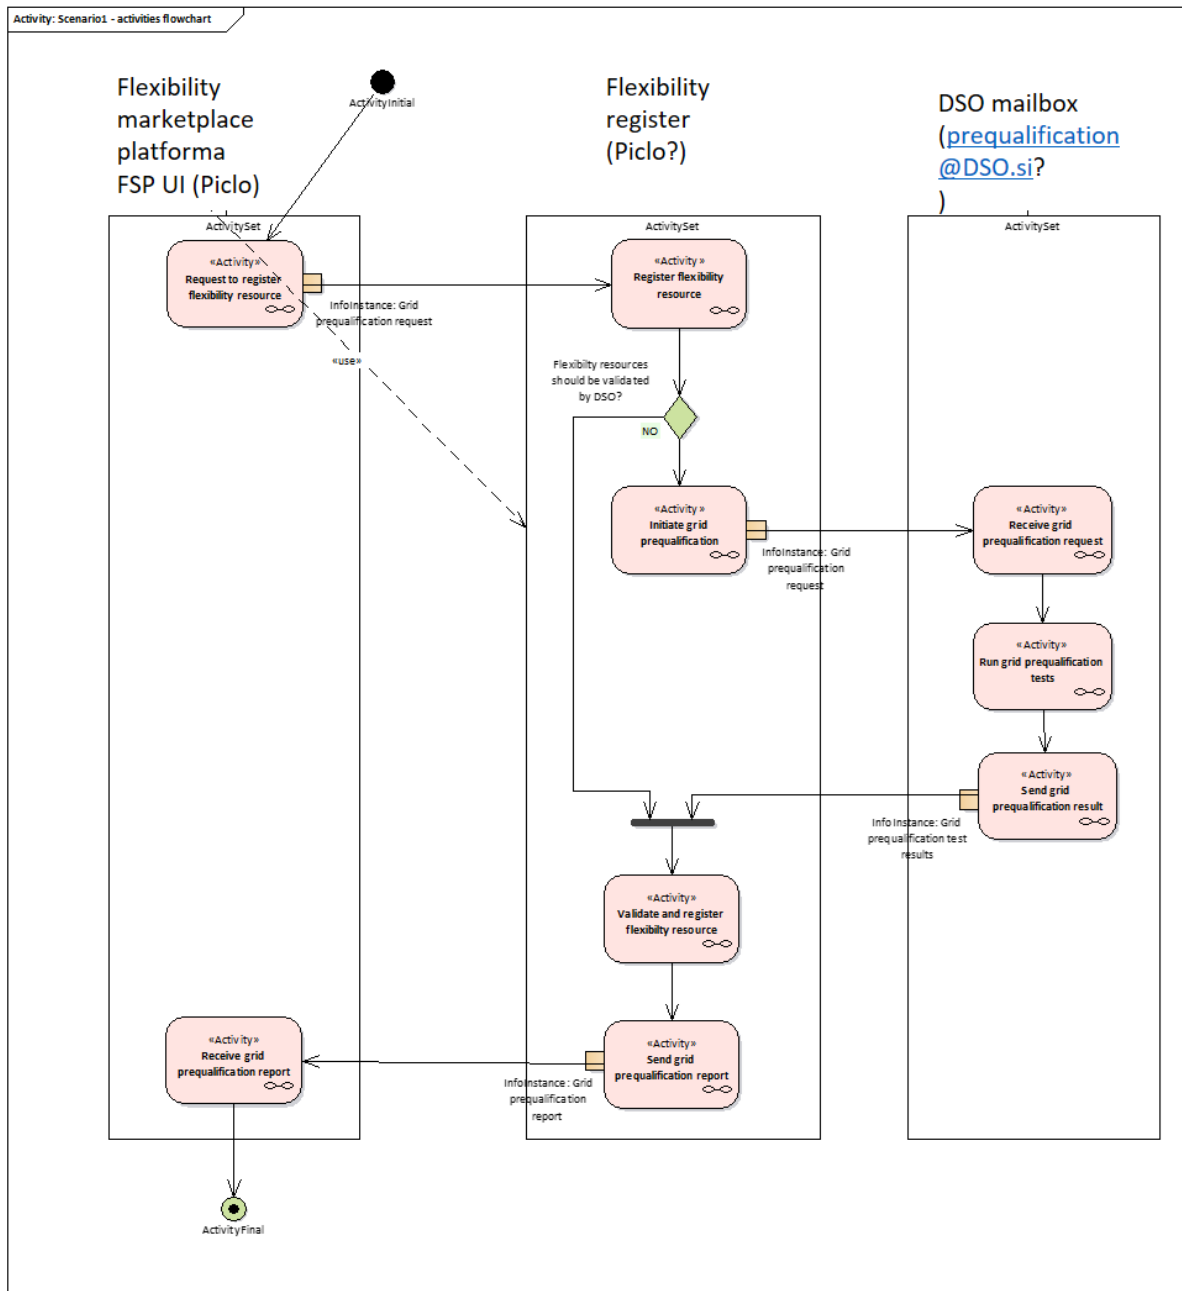 Activity: Scenario1 - activities flowchart
Flexibility
marketplace
platforma
FSP UI (Piclo)
ActivityInitial
Flexibility
register
(Piclo?)
DSO mailbox
(prequalification
@DSO.si?
)
ActivitySet
ActivitySet
ActivitySet
«Activity»
Request to register
flexibility resource
InfoInstance: Grid
prequalification request
«Activity»
Register flexibility
resource
«use»
Flexibilty resources
should be validated
by DSO?
NO
«Activity»
Initiate grid
prequalification
InfoInstance: Grid
prequalification
request
«Activity»
Receive grid
prequalification request
«Activity»
Run grid prequalification
tests
«Activity»
Send grid
prequalification result
InfoInstance: Grid
prequalification test
results
«Activity»
Validate and register
flexibilty resource
«Activity»
Send grid
prequalification report
InfoInstance: Grid
prequalification
report
«Activity»
Receive grid
prequalification report
ActivityFinal